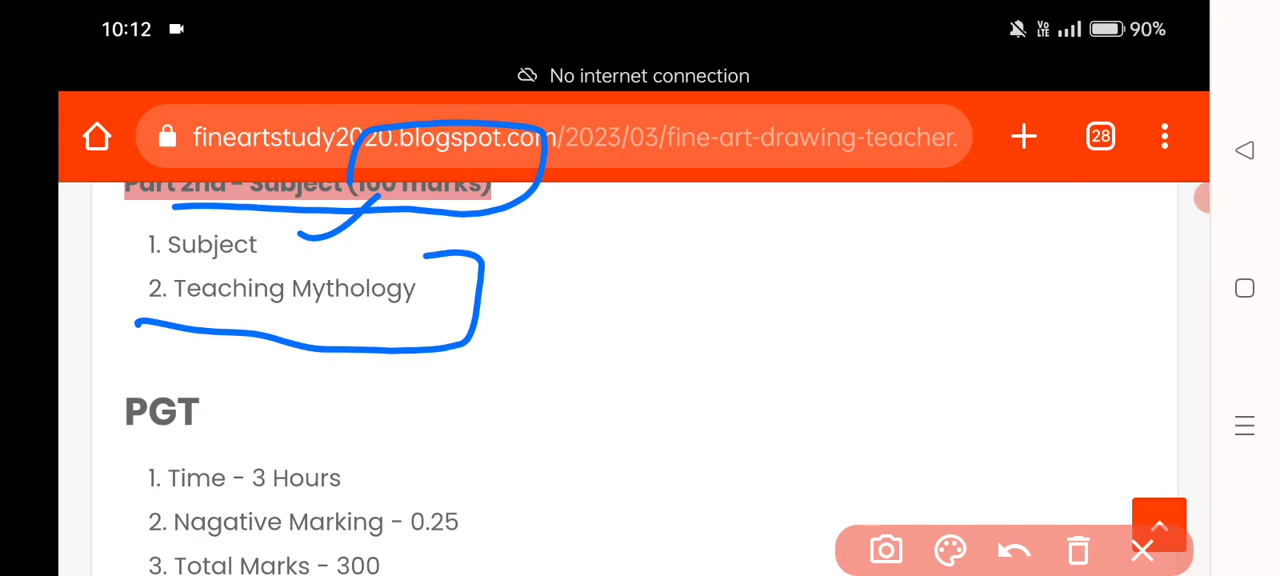 10:12 Vo LTE 90%
No internet connection
fineartstudy2020.blogspot.com/2023/03/fine-art-drawing-teacher. 28
Part 2nd - Subject (100 marks)
1. Subject
2. Teaching Mythology
PGT
1. Time - 3 Hours
2. Nagative Marking - 0.25
3. Total Marks - 300